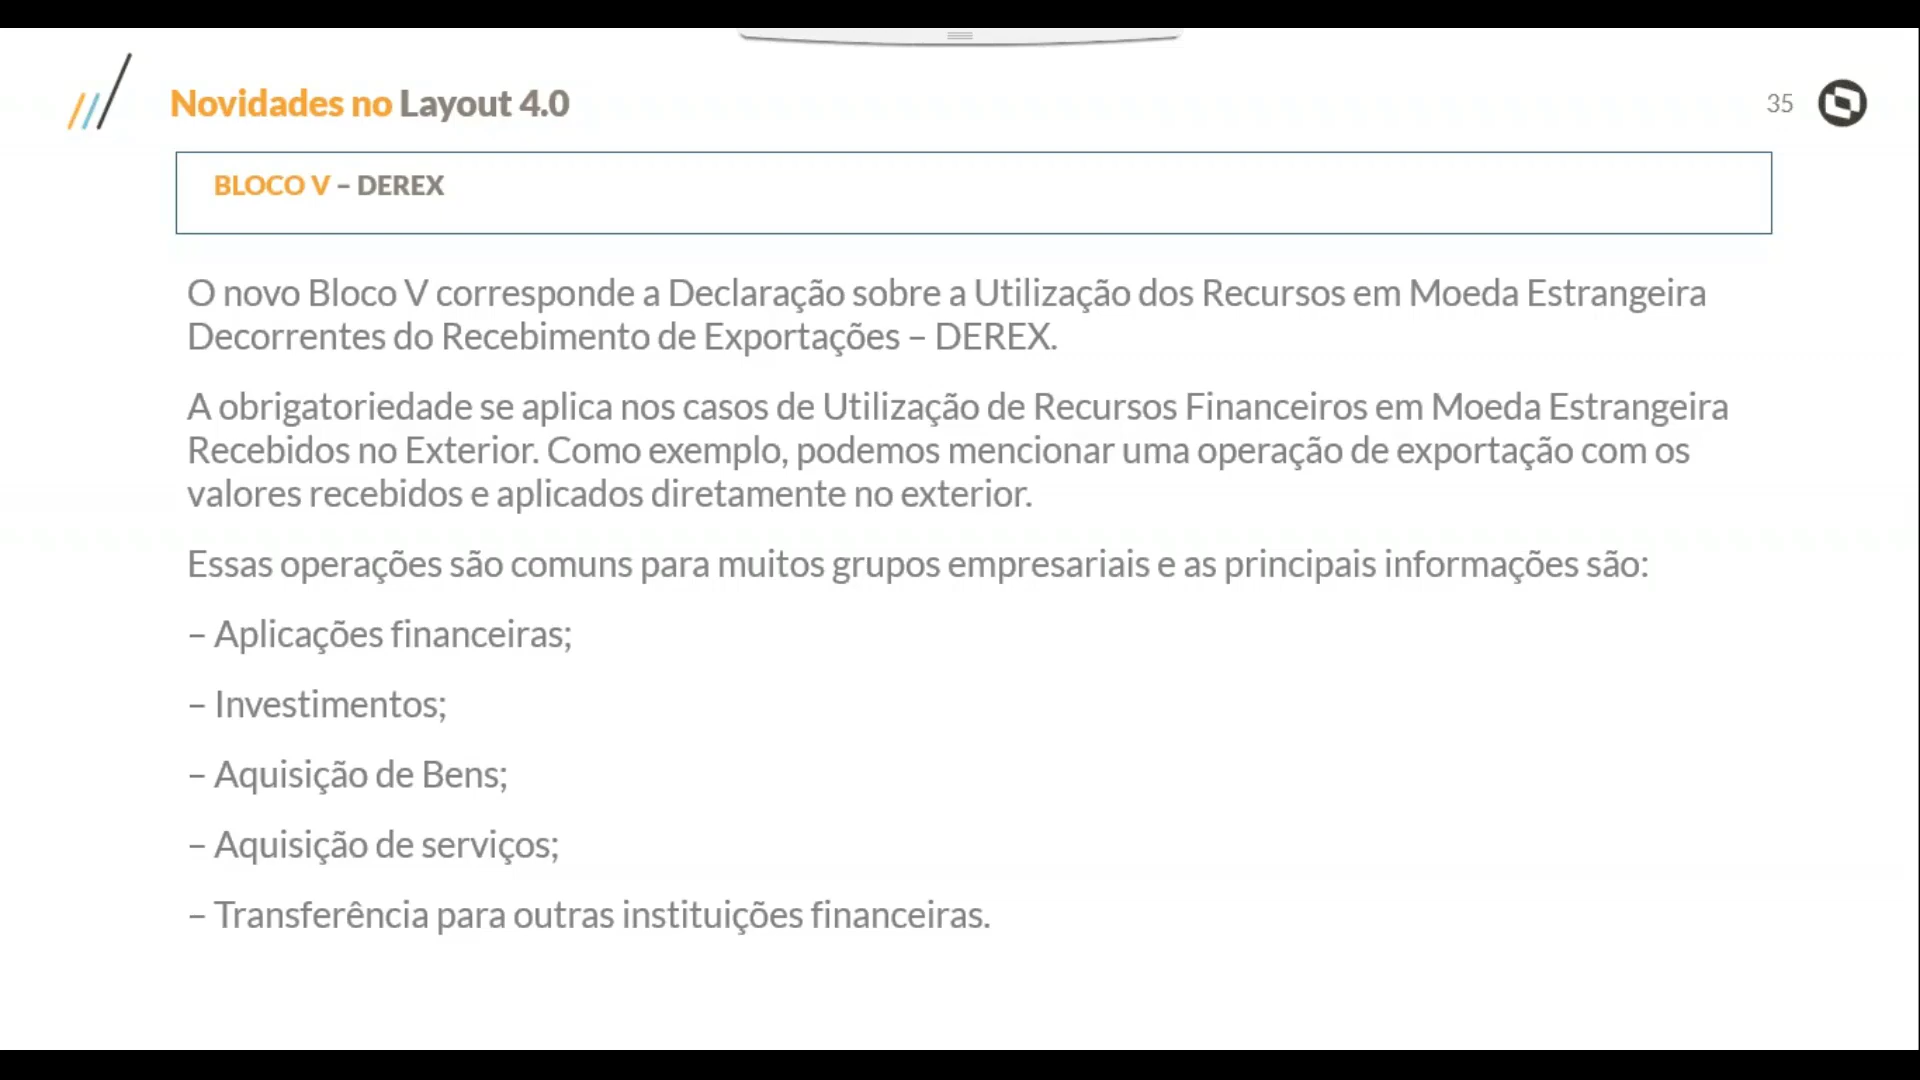 Novidades no Layout 4.0
35
BLOCO V – DEREX
O novo Bloco V corresponde a Declaração sobre a Utilização dos Recursos em Moeda Estrangeira
Decorrentes do Recebimento de Exportações – DEREX.
A obrigatoriedade se aplica nos casos de Utilização de Recursos Financeiros em Moeda Estrangeira
Recebidos no Exterior. Como exemplo, podemos mencionar uma operação de exportação com os
valores recebidos e aplicados diretamente no exterior.
Essas operações são comuns para muitos grupos empresariais e as principais informações são:
– Aplicações financeiras;
– Investimentos;
– Aquisição de Bens;
– Aquisição de serviços;
– Transferência para outras instituições financeiras.